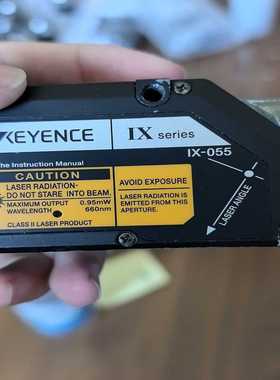 KEYENCE
IX series
IX-055
he Instruction Manual
CAUTION
LASER RADIATION-
DO NOT STARE INTO BEAM.
MAXIMUM OUTPUT 0.95mW
WAVELENGTH 660nm
CLASS II LASER PRODUCT
AVOID EXPOSURE
LASER RADIATION IS
EMITTED FROM THIS
APERTURE.
LASER ANGLE